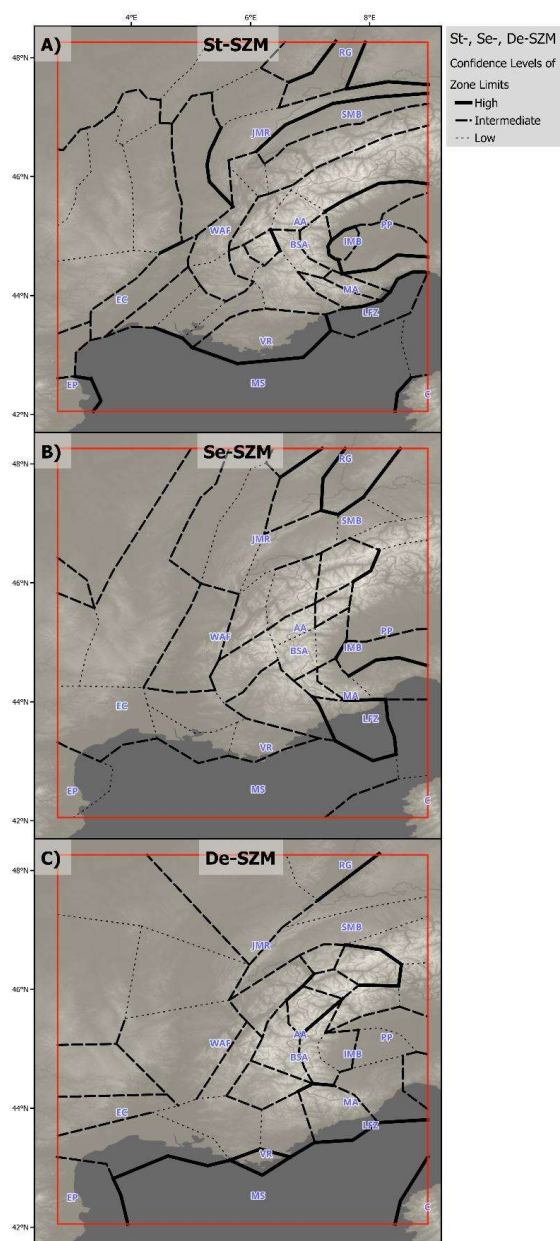 4°E
6°E
8°E
A)
St-SZM
St-, Se-, De-SZM
Confidence Levels of
Zone Limits
High
Intermediate
Low
48°N
46°N
44°N
42°N
RG
SMB
JMR
WAF
AA
BSA
IMB
PP
EC
MA
LFZ
VR
EP
MS
C
B)
Se-SZM
48°N
46°N
44°N
42°N
RG
SMB
JMR
WAF
AA
BSA
IMB
PP
EC
MA
LFZ
VR
EP
MS
C
C)
De-SZM
48°N
46°N
44°N
42°N
RG
SMB
JMR
WAF
AA
BSA
IMB
PP
EC
MA
LFZ
VR
EP
MS
C